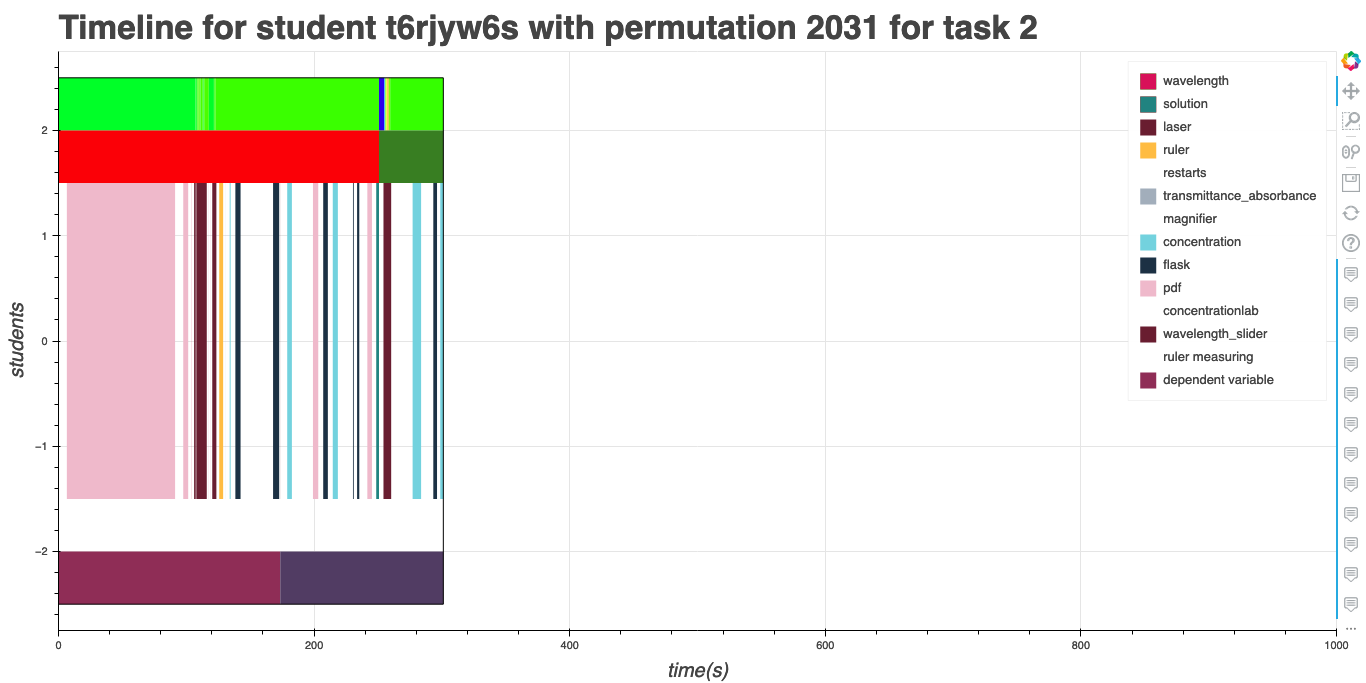 Timeline for student t6rjyw6s with permutation 2031 for task 2
wavelength
solution
laser
ruler
restarts
transmittance_absorbance
magnifier
concentration
flask
pdf
concentrationlab
wavelength_slider
ruler measuring
dependent variable
students
2
1
0
−1
−2
0
200
400
600
800
1000
time(s)